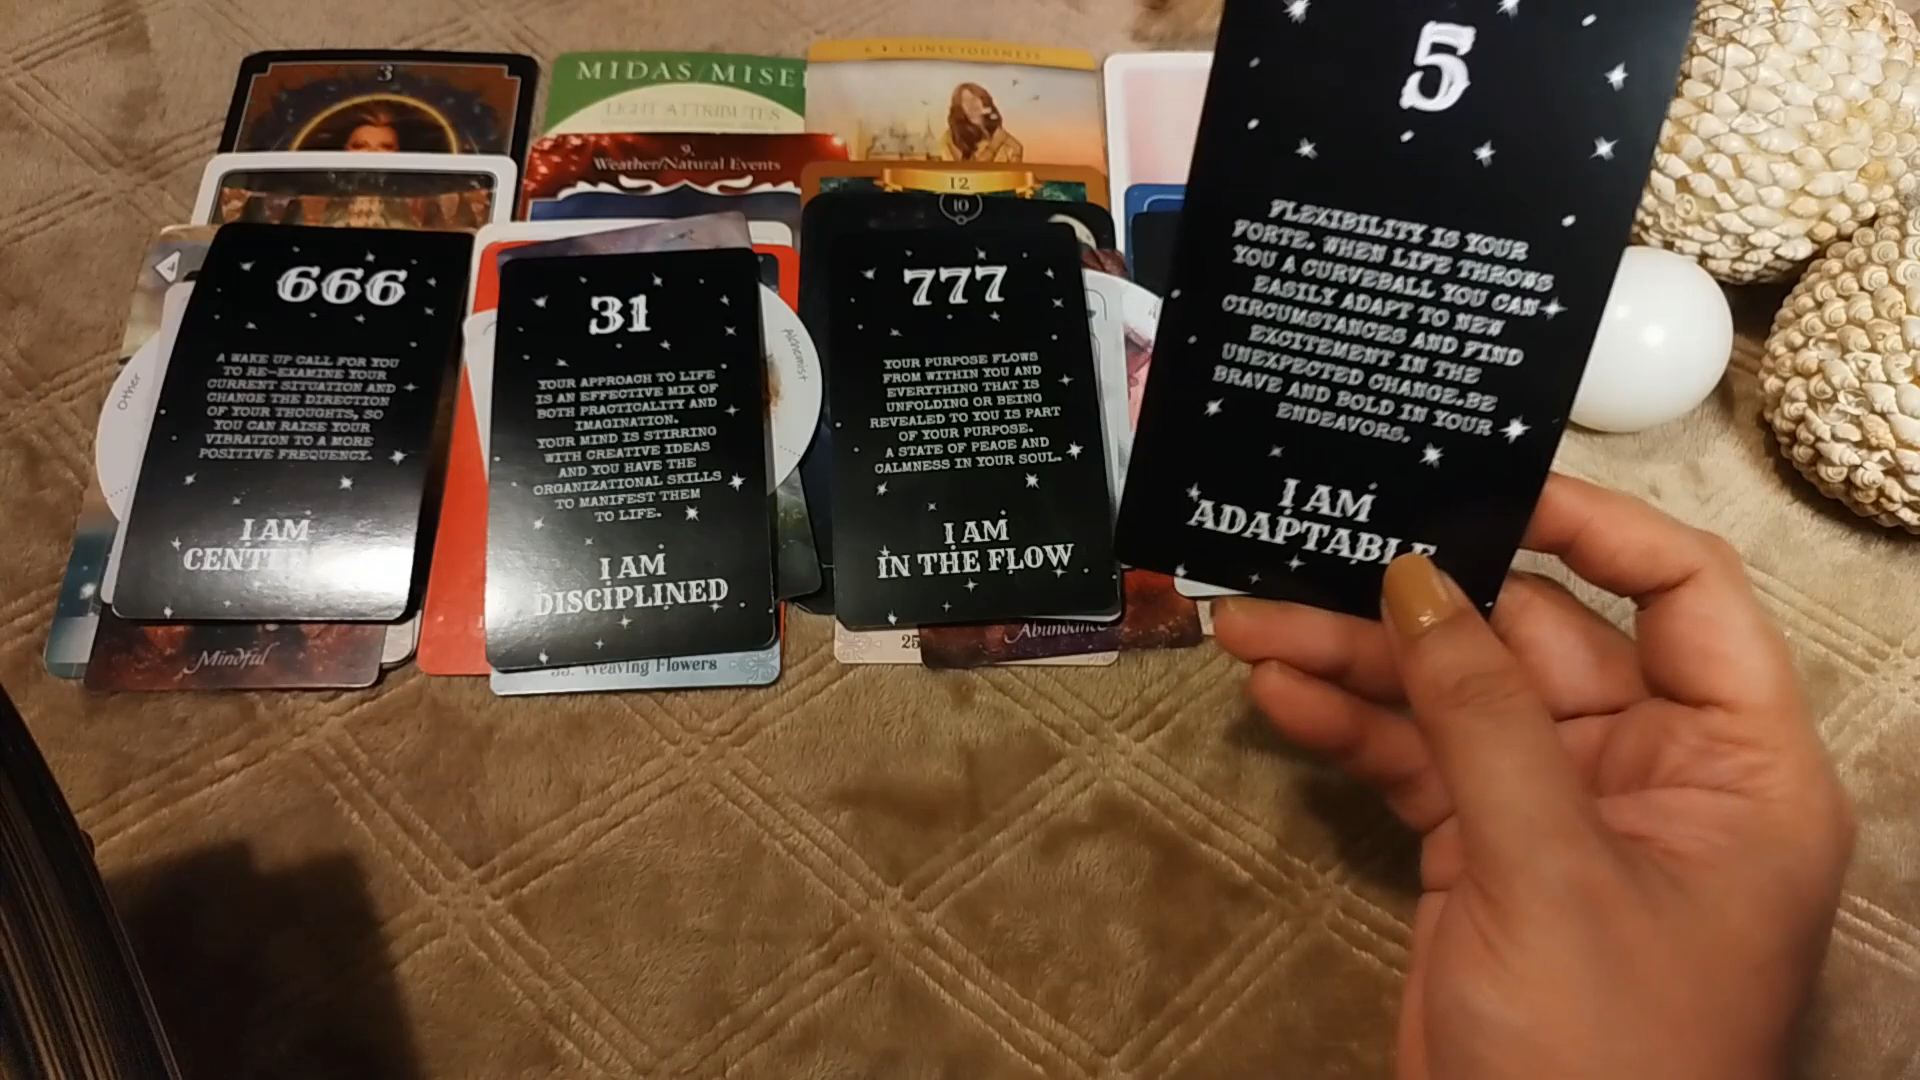 3
MIDAS/MISE
LIGHT ATTRIBUTES
CONSCIOUSNESS
9.
Weather/Natural Events
12
10
Other
666
A WAKE UP CALL FOR YOU
TO RE-EXAMINE YOUR
CURRENT SITUATION AND
CHANGE THE DIRECTION
OF YOUR THOUGHTS, SO
YOU CAN RAISE YOUR
VIBRATION TO A MORE
POSITIVE FREQUENCY.
I AM
CENTE
Mindful
31
YOUR APPROACH TO LIFE
IS AN EFFECTIVE MIX OF
BOTH PRACTICALITY AND
IMAGINATION.
YOUR MIND IS STIRRING
WITH CREATIVE IDEAS
AND YOU HAVE THE
ORGANIZATIONAL SKILLS
TO MANIFEST THEM
TO LIFE.
I AM
DISCIPLINED
Weaving Flowers
Alchemist
777
YOUR PURPOSE FLOWS
FROM WITHIN YOU AND
EVERYTHING THAT IS
UNFOLDING OR BEING
REVEALED TO YOU IS PART
OF YOUR PURPOSE.
A STATE OF PEACE AND
CALMNESS IN YOUR SOUL.
I AM
IN THE FLOW
25
Abundance
5
FLEXIBILITY IS YOUR
FORTE. WHEN LIFE THROWS
YOU A CURVEBALL YOU CAN
EASILY ADAPT TO NEW
CIRCUMSTANCES AND FIND
EXCITEMENT IN THE
UNEXPECTED CHANGE.BE
BRAVE AND BOLD IN YOUR
ENDEAVORS.
I AM
ADAPTABLE